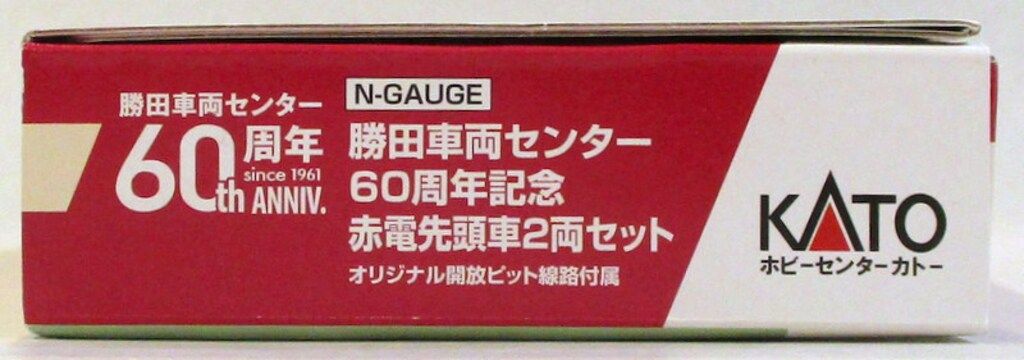 勝田車両センター
60th
周年
since 1961
ANNIV.
N-GAUGE
勝田車両センター
60周年記念
赤電先頭車2両セット
オリジナル開放ピット線路付属
KATO
ホビーセンターカトー